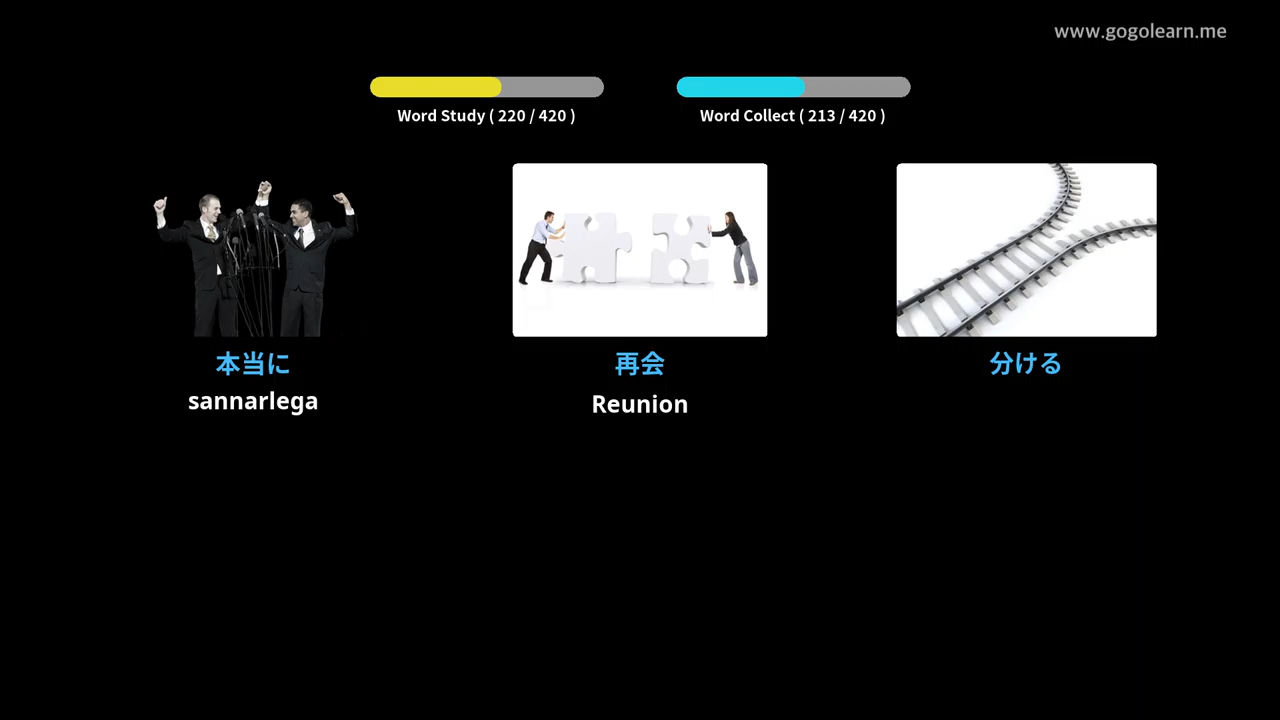 www.gogolearn.me
Word Study ( 220 / 420 )
Word Collect ( 213 / 420 )
本当に
sannarlega
再会
Reunion
分ける